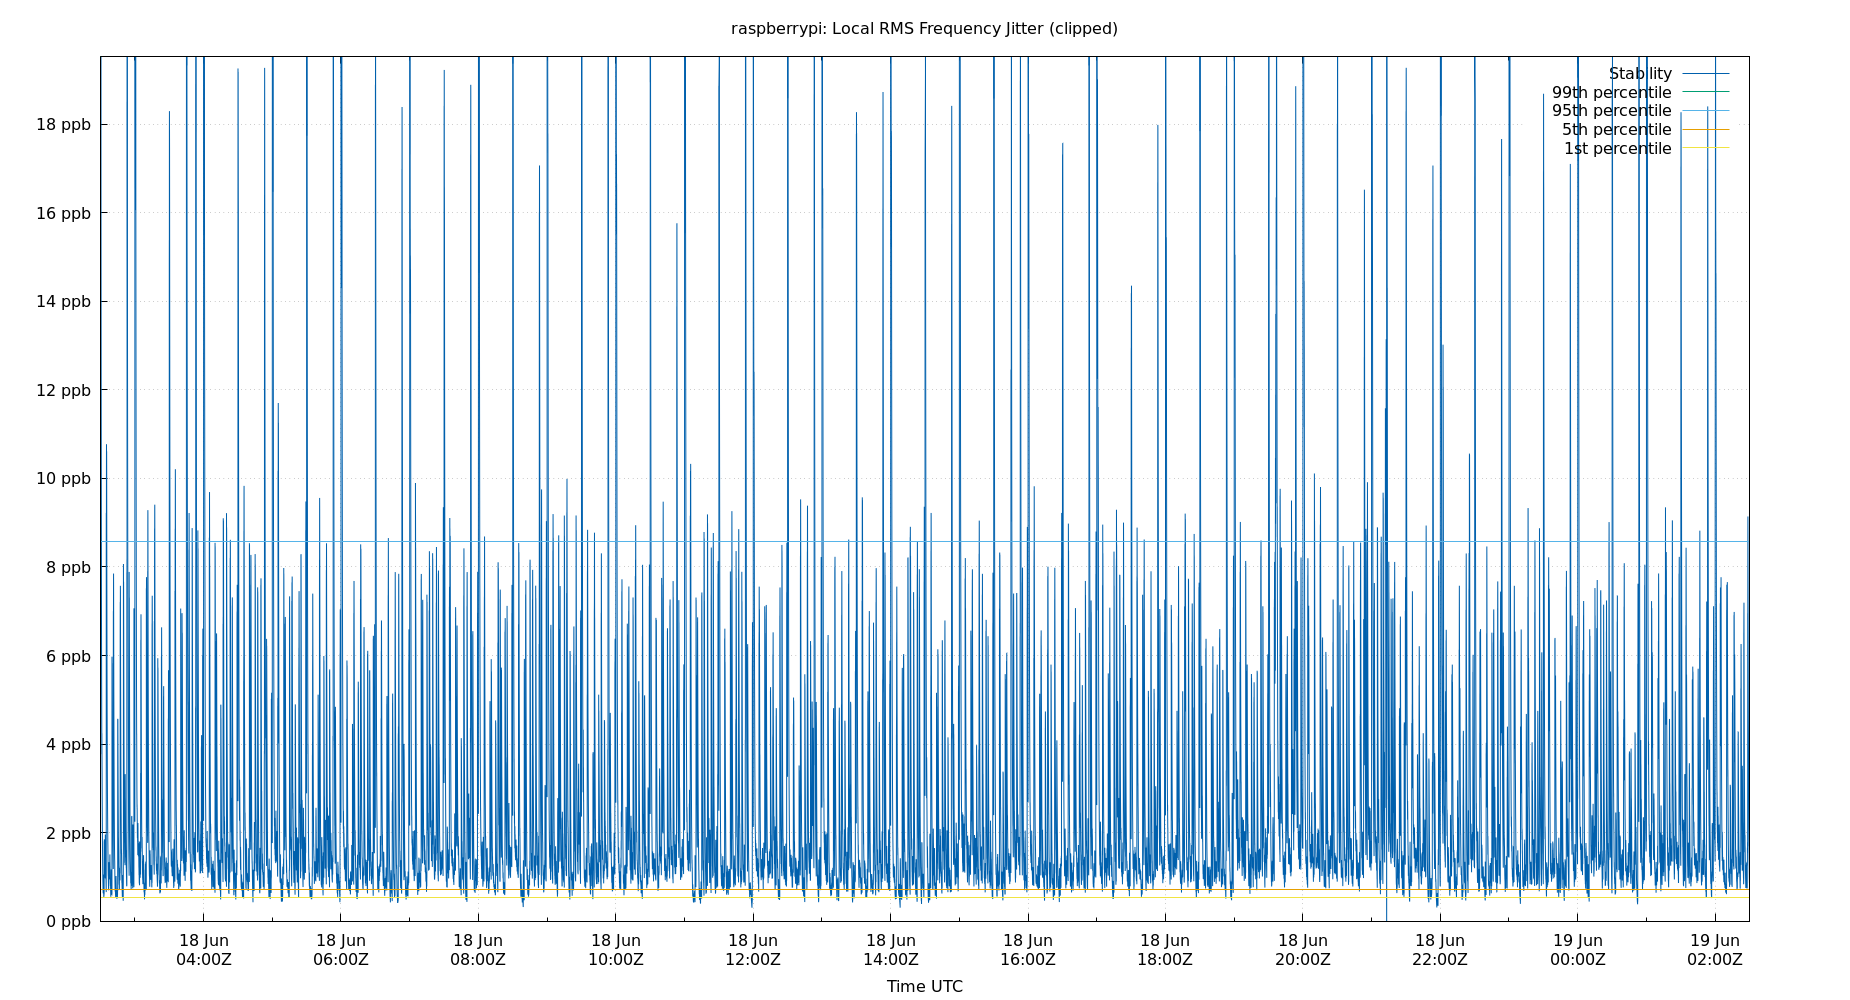 raspberrypi: Local RMS Frequency Jitter (clipped)
Stability
99th percentile
95th percentile
5th percentile
1st percentile
18 ppb
16 ppb
14 ppb
12 ppb
10 ppb
8 ppb
6 ppb
4 ppb
2 ppb
0 ppb
18 Jun 18 Jun 18 Jun 18 Jun 18 Jun 18 Jun 18 Jun 18 Jun 18 Jun 18 Jun 19 Jun 19 Jun
04:00Z 06:00Z 08:00Z 10:00Z 12:00Z 14:00Z 16:00Z 18:00Z 20:00Z 22:00Z 00:00Z 02:00Z
Time UTC